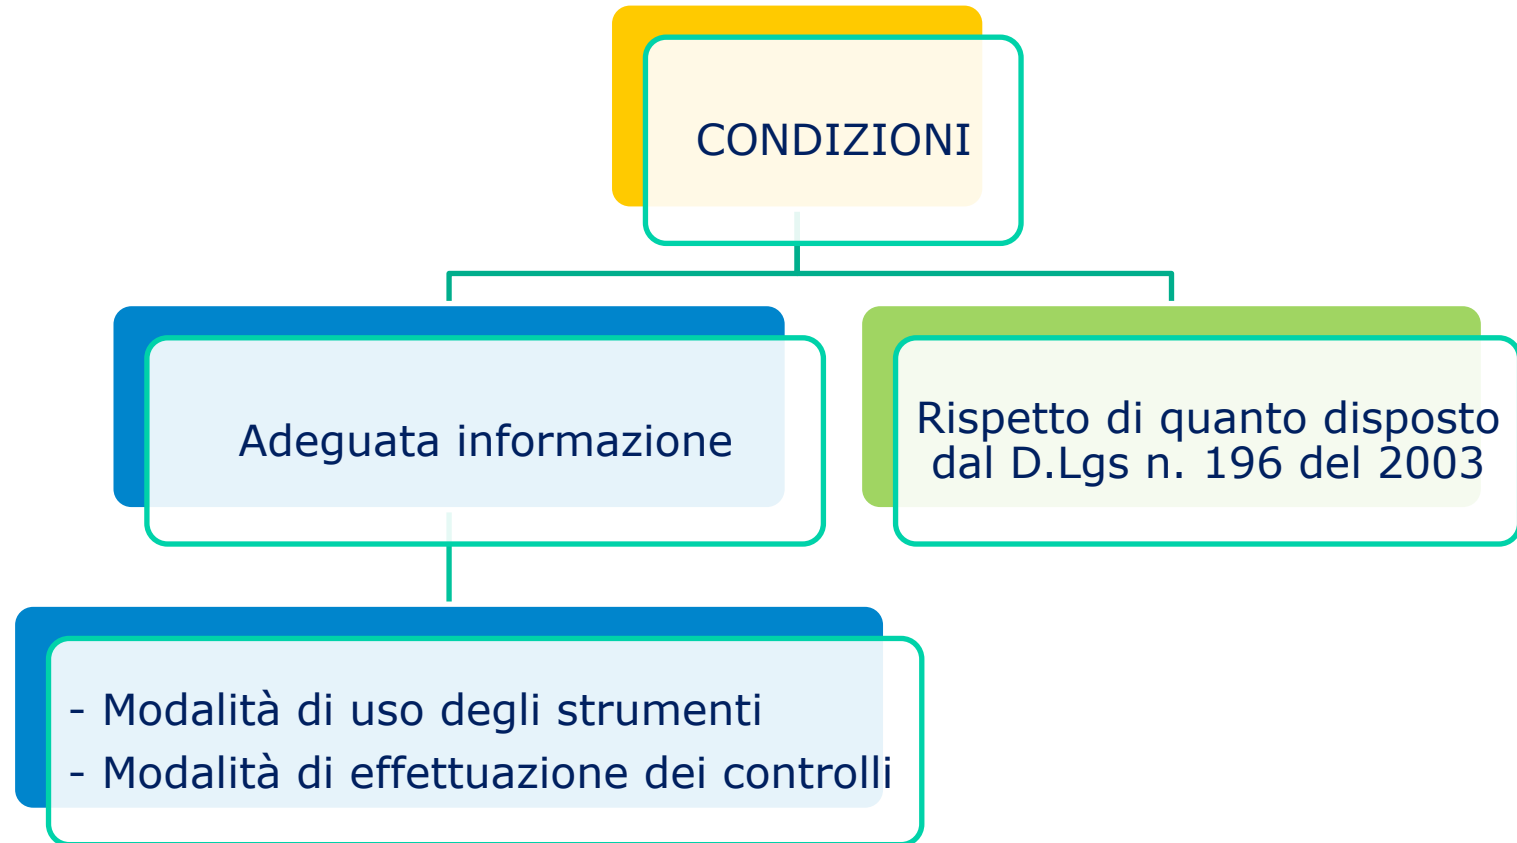 CONDIZIONI
Adeguata informazione
Rispetto di quanto disposto
dal D.Lgs n. 196 del 2003
- Modalità di uso degli strumenti
- Modalità di effettuazione dei controlli